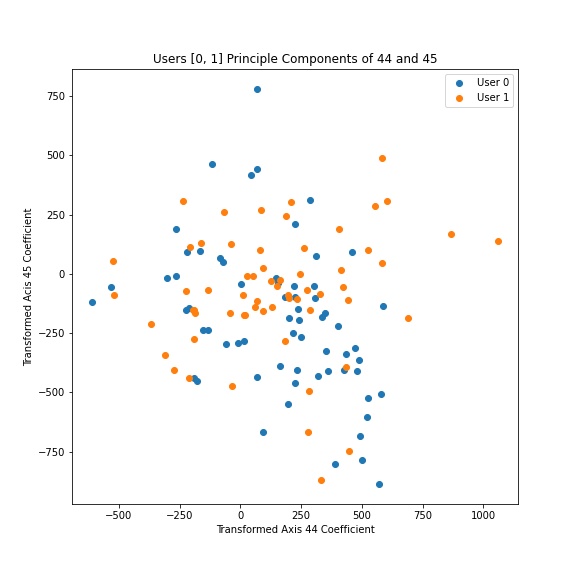 Users [0, 1] Principle Components of 44 and 45
User 0
User 1
Transformed Acis 45 Coefficient
750
500
250
0
−250
−500
−750
−500
−250
0
250
500
750
1000
Transformed Axis 44 Coefficient